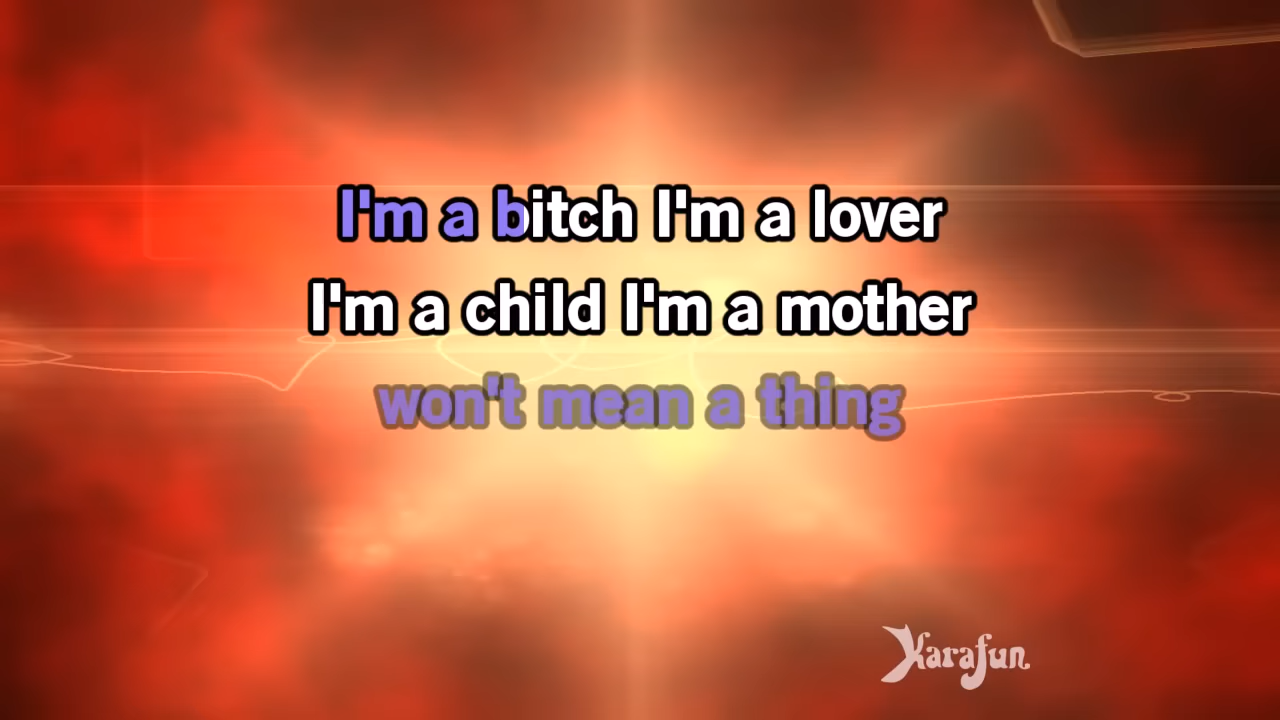 I'm a bitch I'm a lover
I'm a child I'm a mother
won't mean a thing
Karafun